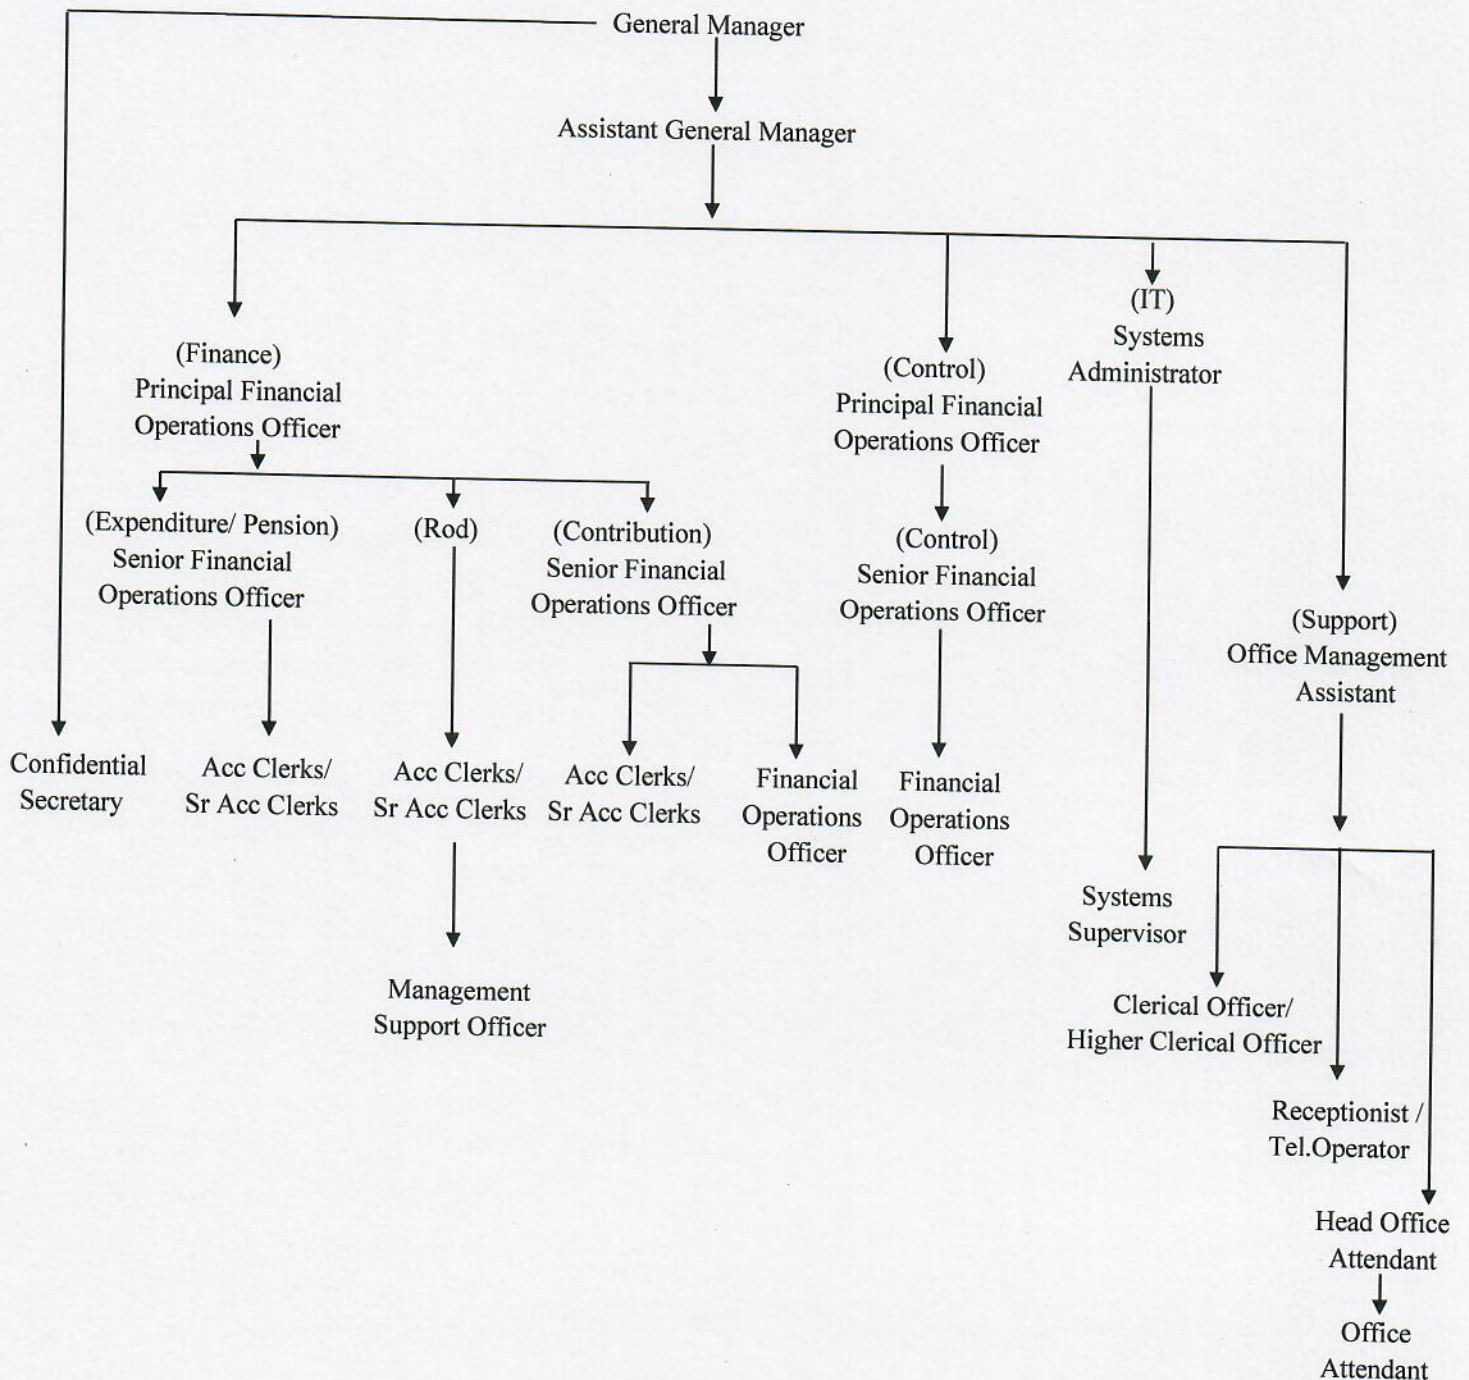 General Manager
Assistant General Manager
(Finance)
Principal Financial
Operations Officer
(Control)
Principal Financial
Operations Officer
(IT)
Systems
Administrator
(Support)
Office Management
Assistant
(Expenditure/ Pension)
Senior Financial
Operations Officer
(Rod)
(Contribution)
Senior Financial
Operations Officer
(Control)
Senior Financial
Operations Officer
Confidential
Secretary
Acc Clerks/
Sr Acc Clerks
Acc Clerks/
Sr Acc Clerks
Acc Clerks/
Sr Acc Clerks
Financial
Operations
Officer
Financial
Operations
Officer
Systems
Supervisor
Management
Support Officer
Clerical Officer/
Higher Clerical Officer
Receptionist /
Tel.Operator
Head Office
Attendant
Office
Attendant